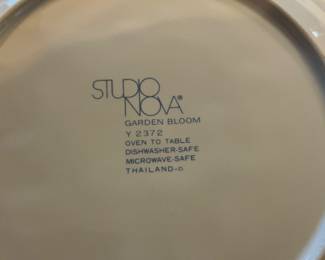 STUDIO
NOVA®
GARDEN BLOOM
Y 2372
OVEN TO TABLE
DISHWASHER-SAFE
MICROWAVE-SAFE
THAILAND-D